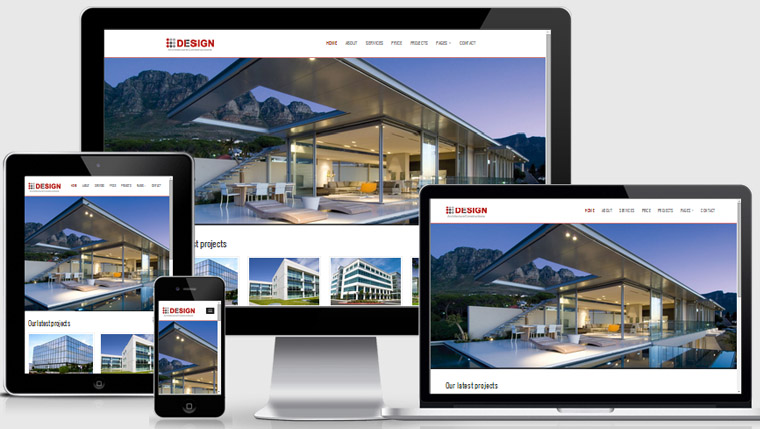 DESIGN
HOME ABOUT SERVICES PRICE PROJECTS PAGES CONTACT
st projects
DESIGN
HOME ABOUT SERVICES PRICE PROJECTS PAGES CONTACT
Our latest projects
DESIGN
DESIGN
HOME ABOUT SERVICES PRICE PROJECTS PAGES CONTACT
Our latest projects